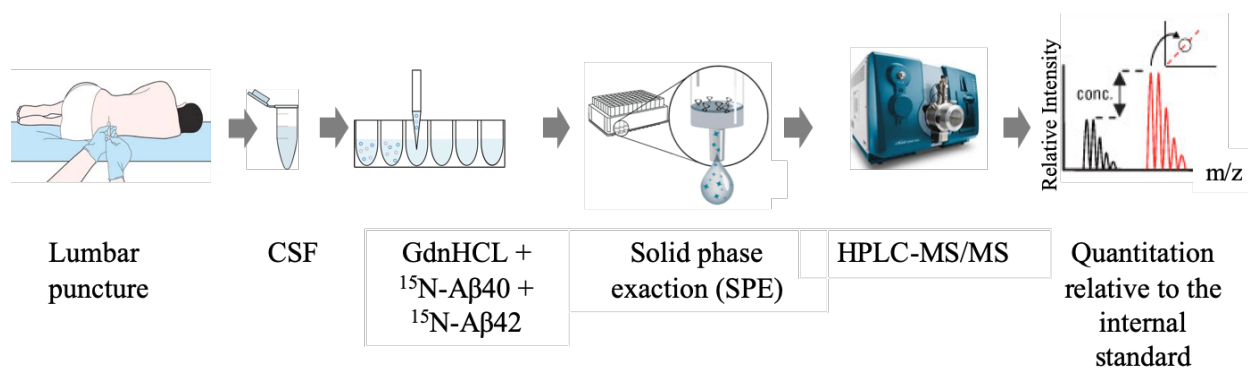 Relative Intensity
conc.
m/z
Lumbar
puncture
CSF
GdnHCL +
¹⁵N-Aβ40 +
¹⁵N-Aβ42
Solid phase
exaction (SPE)
HPLC-MS/MS
Quantitation
relative to the
internal
standard